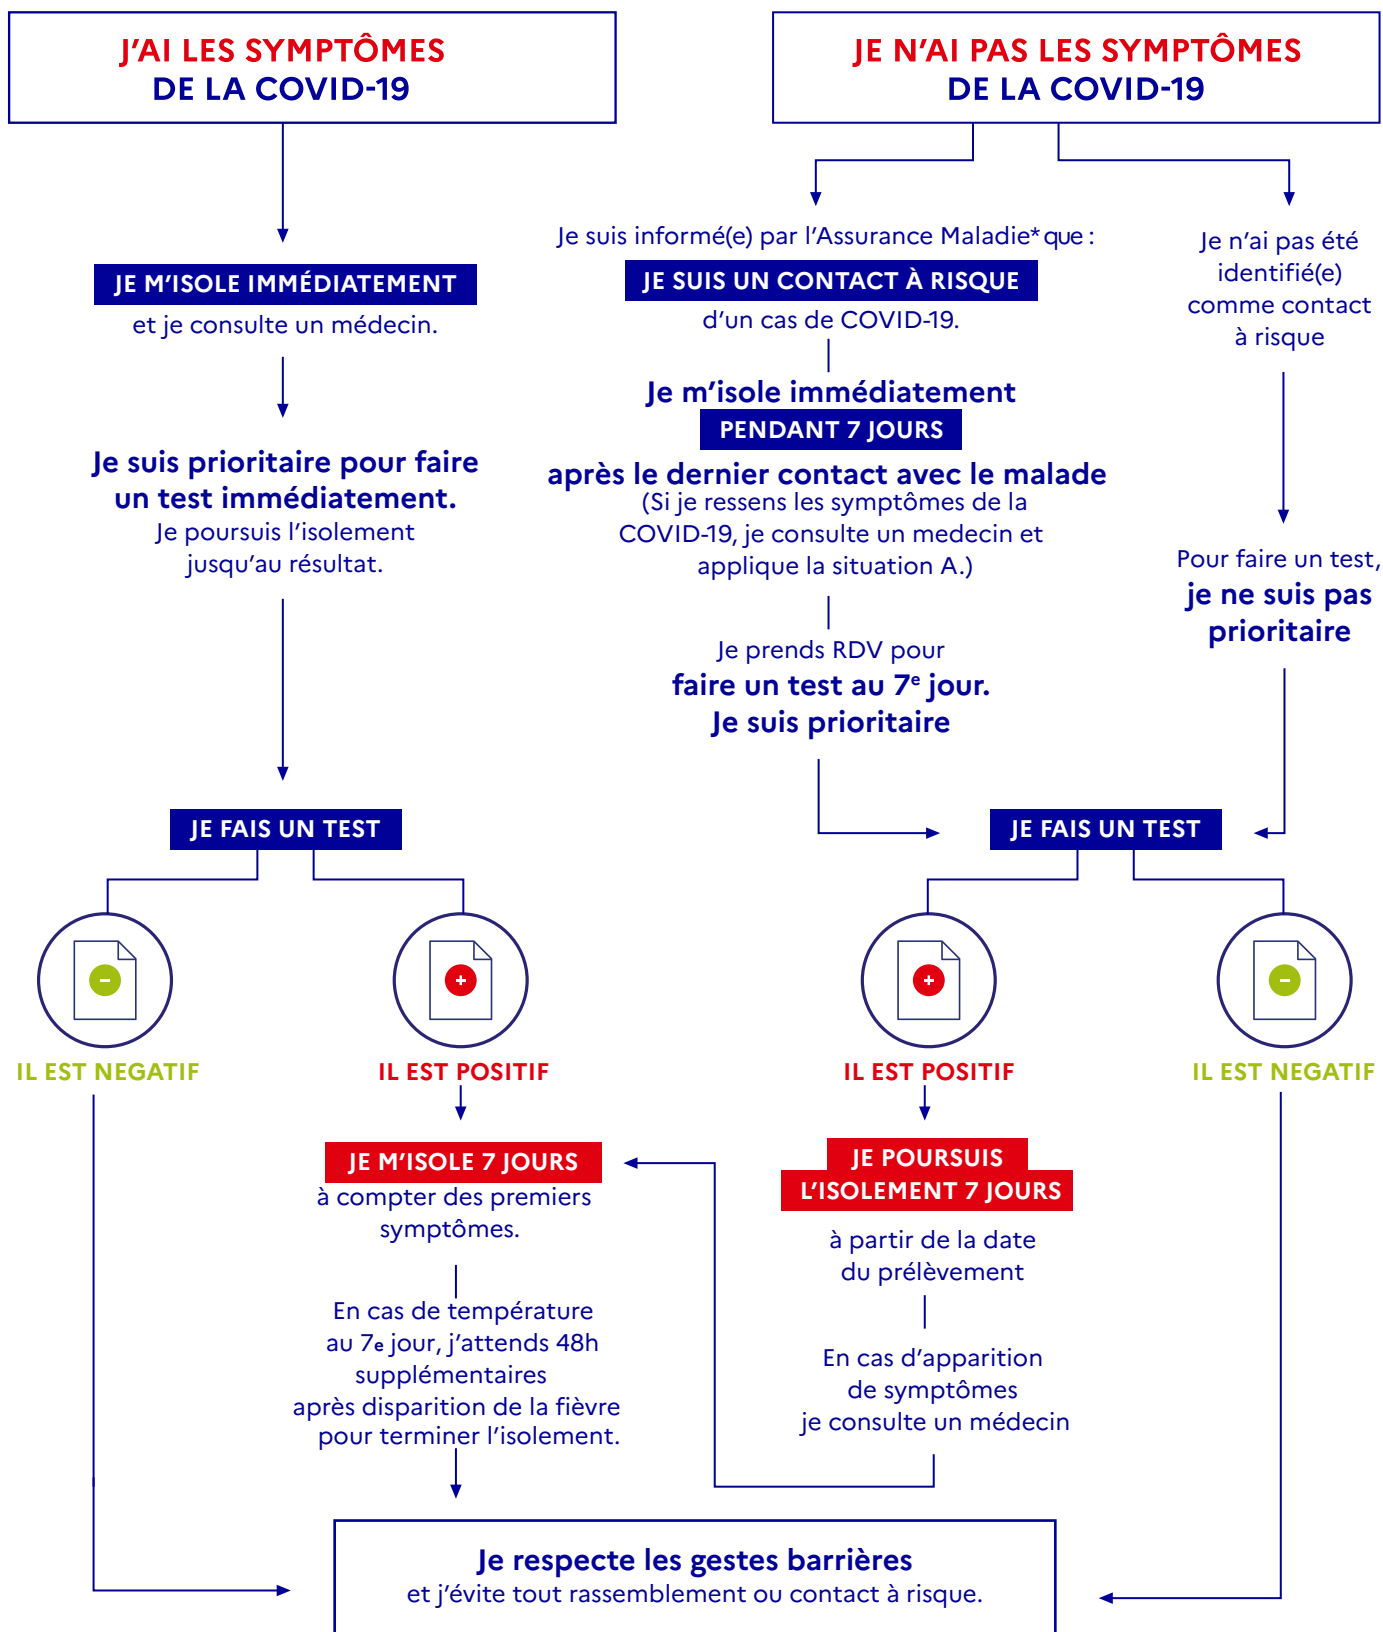 J'AI LES SYMPTÔMES
DE LA COVID-19
JE M'ISOLE IMMÉDIATEMENT
et je consulte un médecin.
Je suis prioritaire pour faire
un test immédiatement.
Je poursuis l'isolement
jusqu'au résultat.
JE FAIS UN TEST
-
+
IL EST NEGATIF
IL EST POSITIF
JE M'ISOLE 7 JOURS
à compter des premiers
symptômes.
En cas de température
au 7e jour, j'attends 48h
supplémentaires
après disparition de la fièvre
pour terminer l'isolement.
JE N'AI PAS LES SYMPTÔMES
DE LA COVID-19
Je suis informé(e) par l'Assurance Maladie* que :
JE SUIS UN CONTACT À RISQUE
d'un cas de COVID-19.
Je m'isole immédiatement
PENDANT 7 JOURS
après le dernier contact avec le malade
(Si je ressens les symptômes de la
COVID-19, je consulte un medecin et
applique la situation A.)
Je prends RDV pour
faire un test au 7e jour.
Je suis prioritaire
Je n'ai pas été
identifié(e)
comme contact
à risque
Pour faire un test,
je ne suis pas
prioritaire
JE FAIS UN TEST
+
-
IL EST POSITIF
IL EST NEGATIF
JE POURSUIS
L'ISOLEMENT 7 JOURS
à partir de la date
du prélèvement
En cas d'apparition
de symptômes
je consulte un médecin
Je respecte les gestes barrières
et j'évite tout rassemblement ou contact à risque.